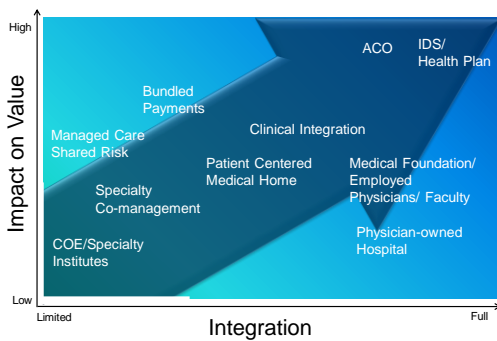 High
ACO
IDS/
Health Plan
Bundled
Payments
Clinical Integration
Managed Care
Shared Risk
Patient Centered
Medical Home
Medical Foundation/
Employed
Physicians/ Faculty
Specialty
Co-management
Physician-owned
Hospital
COE/Specialty
Institutes
Impact on Value
Low
Limited
Full
Integration